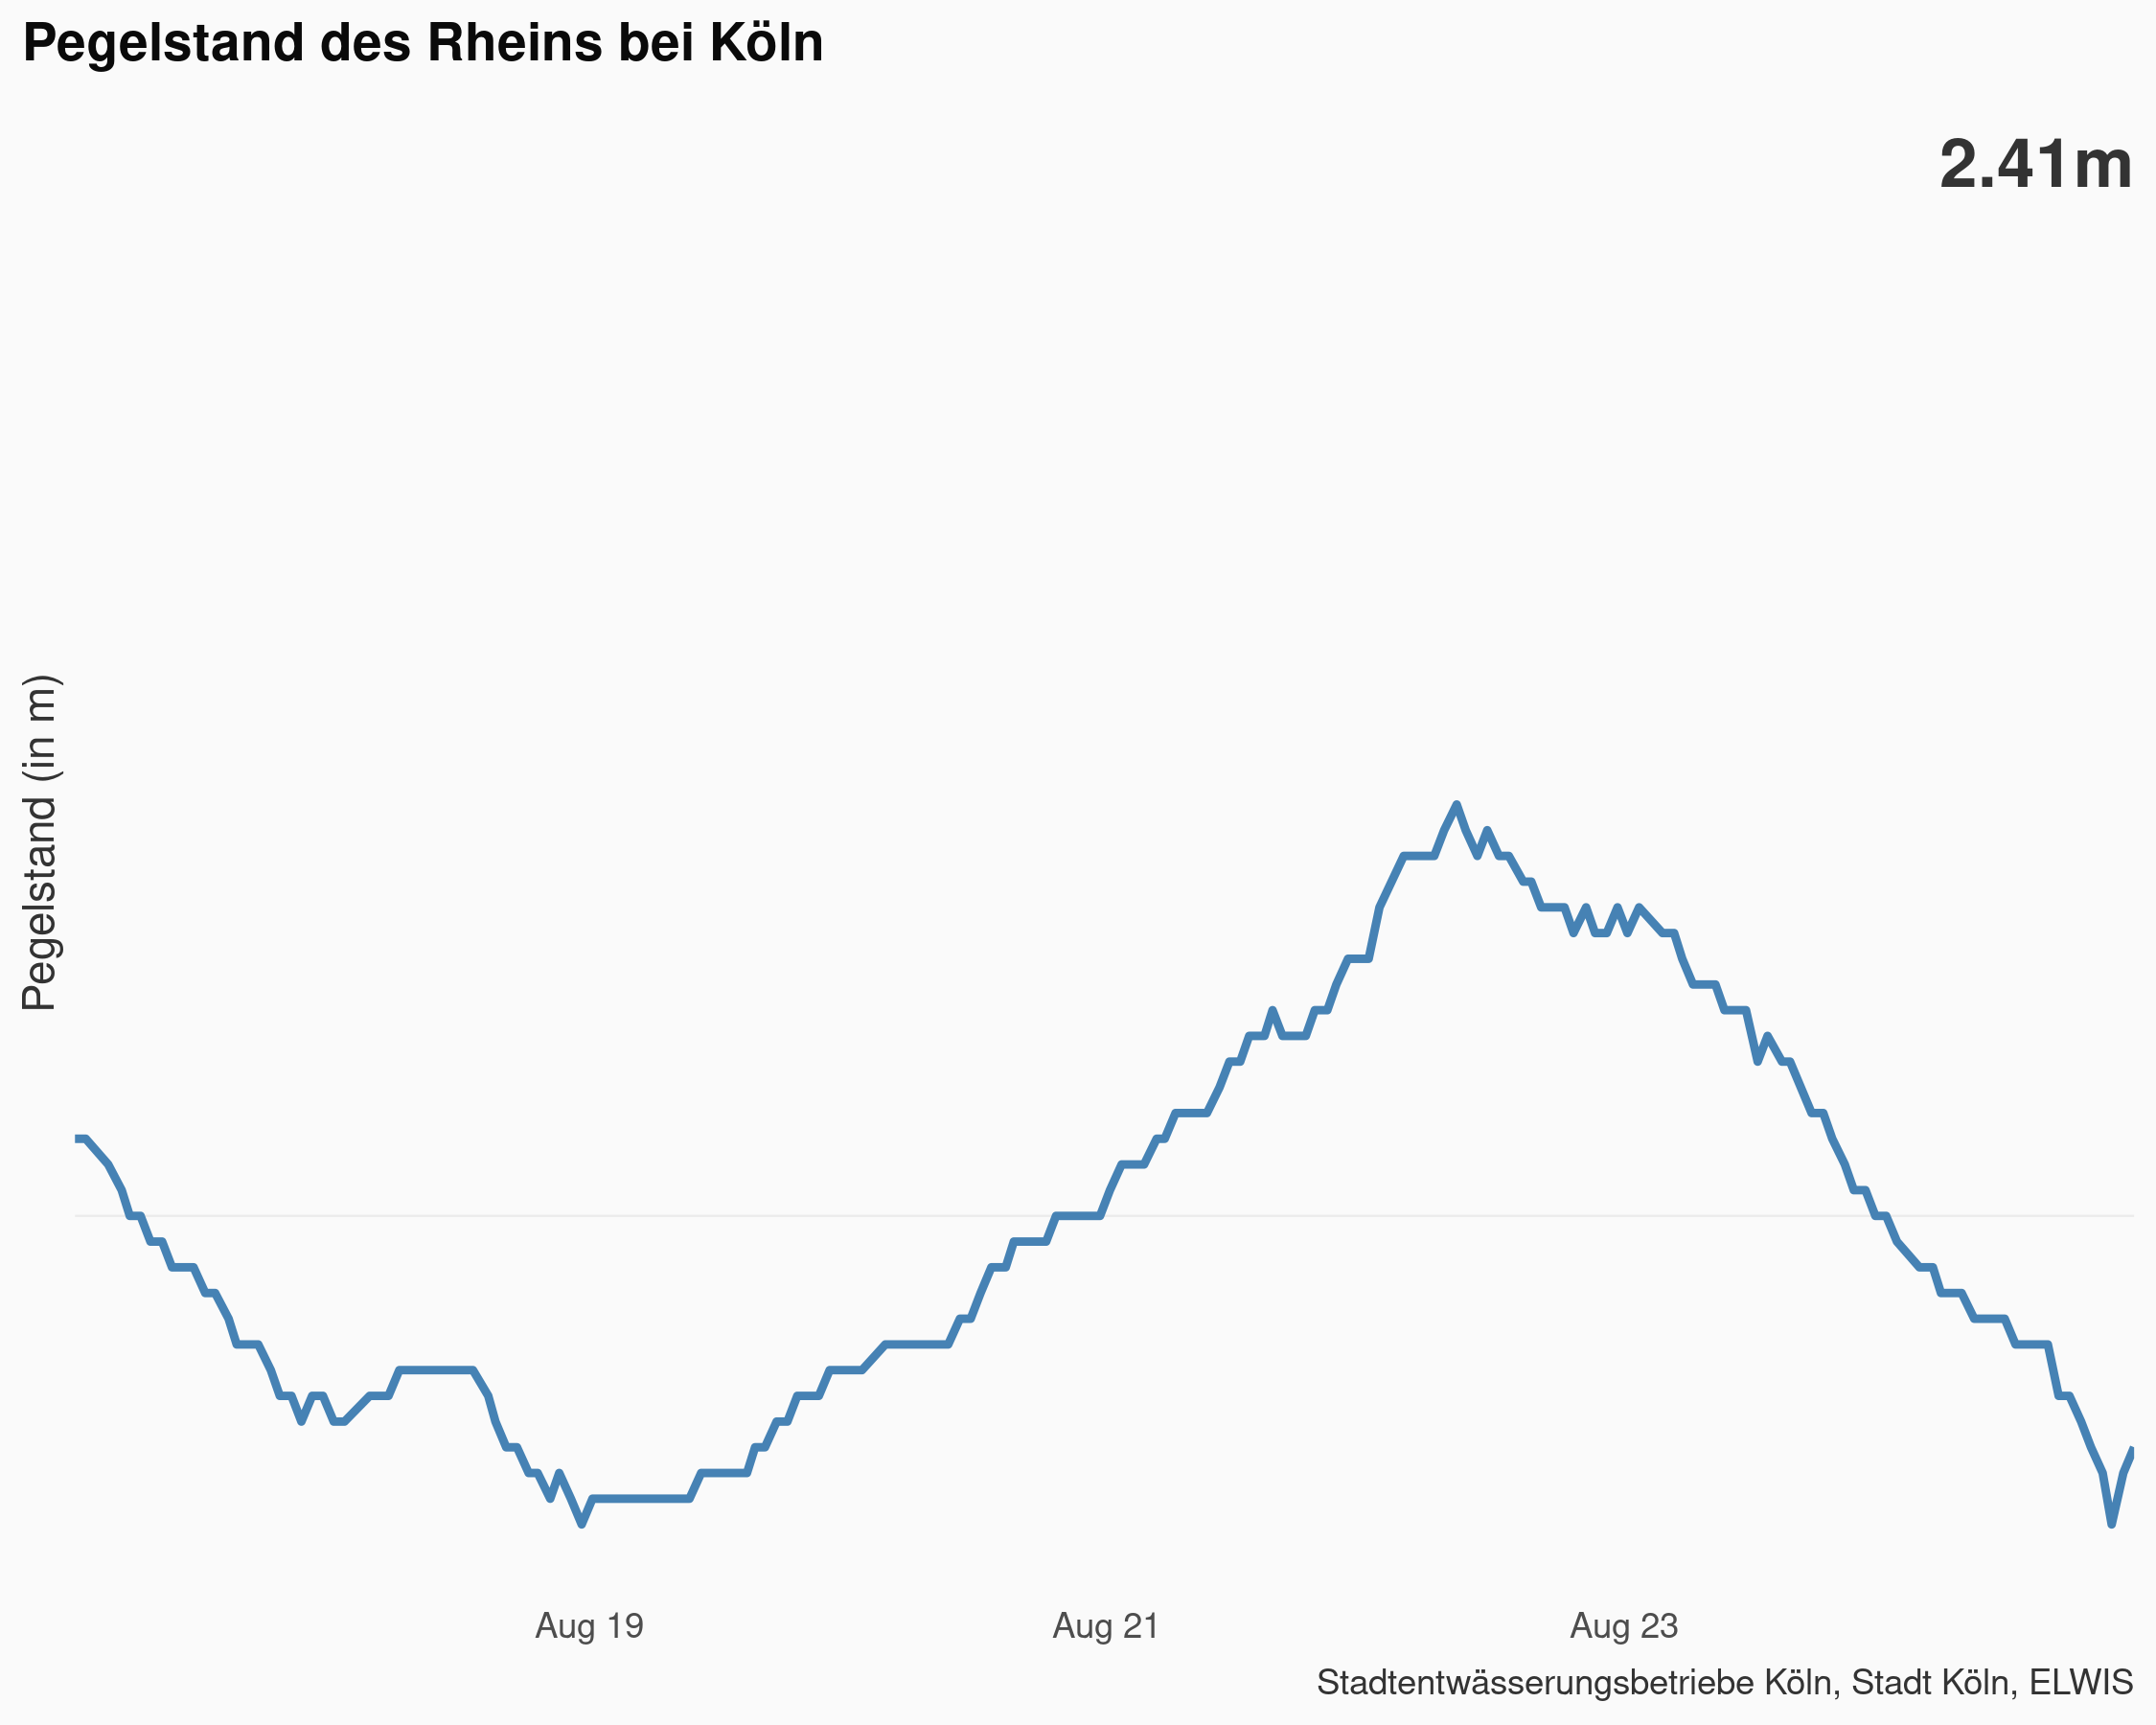 Pegelstand des Rheins bei Köln
2.41m
Pegelstand (in m)
Aug 19
Aug 21
Aug 23
Stadtentwässerungsbetriebe Köln, Stadt Köln, ELWIS